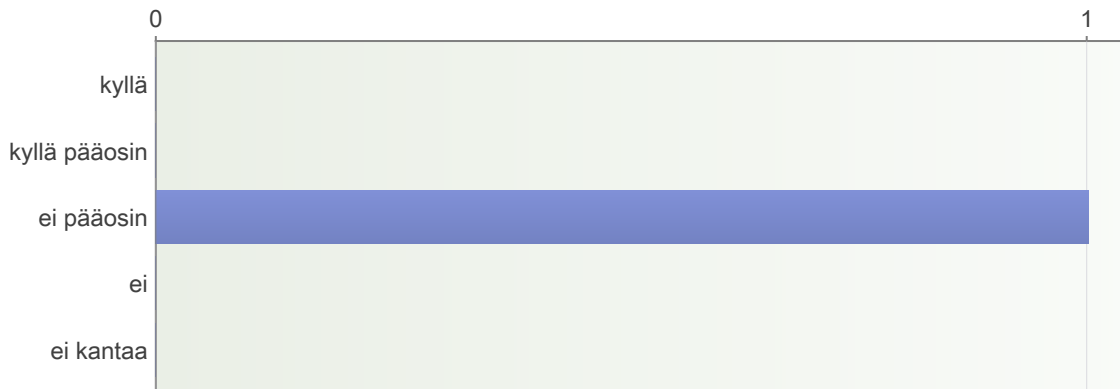 0 1
kyllä
kyllä pääosin
ei pääosin
ei
ei kantaa